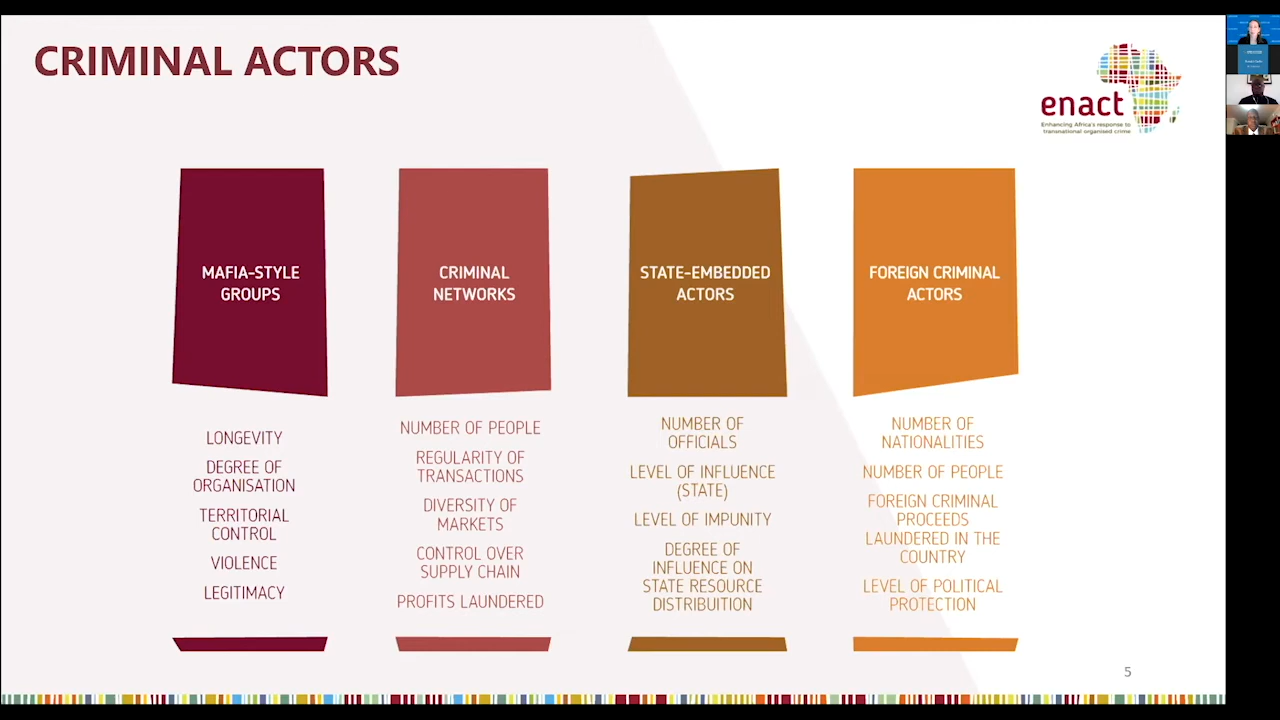 CRIMINAL ACTORS
enact
Enhancing Africa's response to
transnational organised crime
MAFIA-STYLE
GROUPS
LONGEVITY
DEGREE OF
ORGANISATION
TERRITORIAL
CONTROL
VIOLENCE
LEGITIMACY
CRIMINAL
NETWORKS
NUMBER OF PEOPLE
REGULARITY OF
TRANSACTIONS
DIVERSITY OF
MARKETS
CONTROL OVER
SUPPLY CHAIN
PROFITS LAUNDERED
STATE-EMBEDDED
ACTORS
NUMBER OF
OFFICIALS
LEVEL OF INFLUENCE
(STATE)
LEVEL OF IMPUNITY
DEGREE OF
INFLUENCE ON
STATE RESOURCE
DISTRIBUITION
FOREIGN CRIMINAL
ACTORS
NUMBER OF
NATIONALITIES
NUMBER OF PEOPLE
FOREIGN CRIMINAL
PROCEEDS
LAUNDERED IN THE
COUNTRY
LEVEL OF POLITICAL
PROTECTION
5